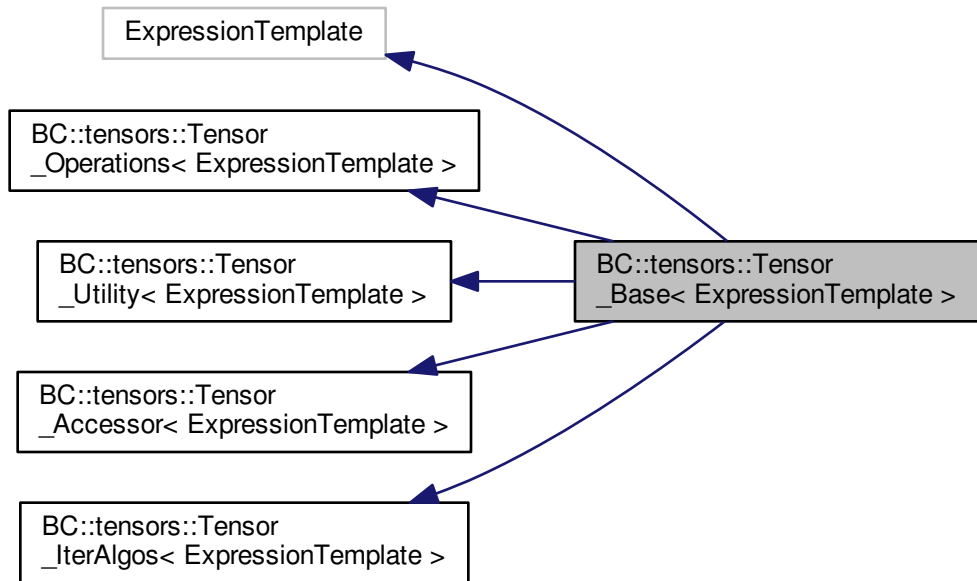 ExpressionTemplate
BC::tensors::Tensor
_Operations< ExpressionTemplate >
BC::tensors::Tensor
_Utility< ExpressionTemplate >
BC::tensors::Tensor
_Base< ExpressionTemplate >
BC::tensors::Tensor
_Accessor< ExpressionTemplate >
BC::tensors::Tensor
_IterAlgos< ExpressionTemplate >